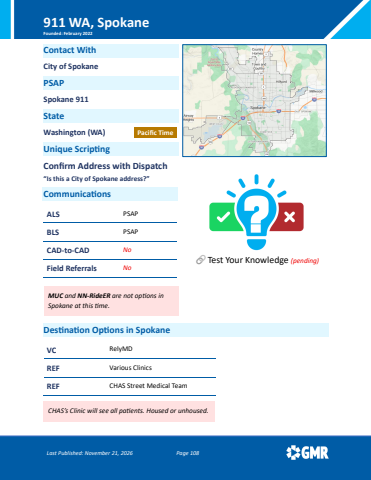 911 WA, Spokane
Founded: February 2022
Contact With
City of Spokane
PSAP
Spokane 911
State
Washington (WA) Pacific Time
Unique Scripting
Confirm Address with Dispatch
"Is this a City of Spokane address?"
Communications
ALS PSAP
BLS PSAP
CAD-to-CAD No
Field Referrals No
MUC and NN-RideER are not options in
Spokane at this time.
Spokane
Test Your Knowledge (pending)
Destination Options in Spokane
VC RelyMD
REF Various Clinics
REF CHAS Street Medical Team
CHAS's Clinic will see all patients. Housed or unhoused.
Last Published: November 21, 2026 Page 108
GMR